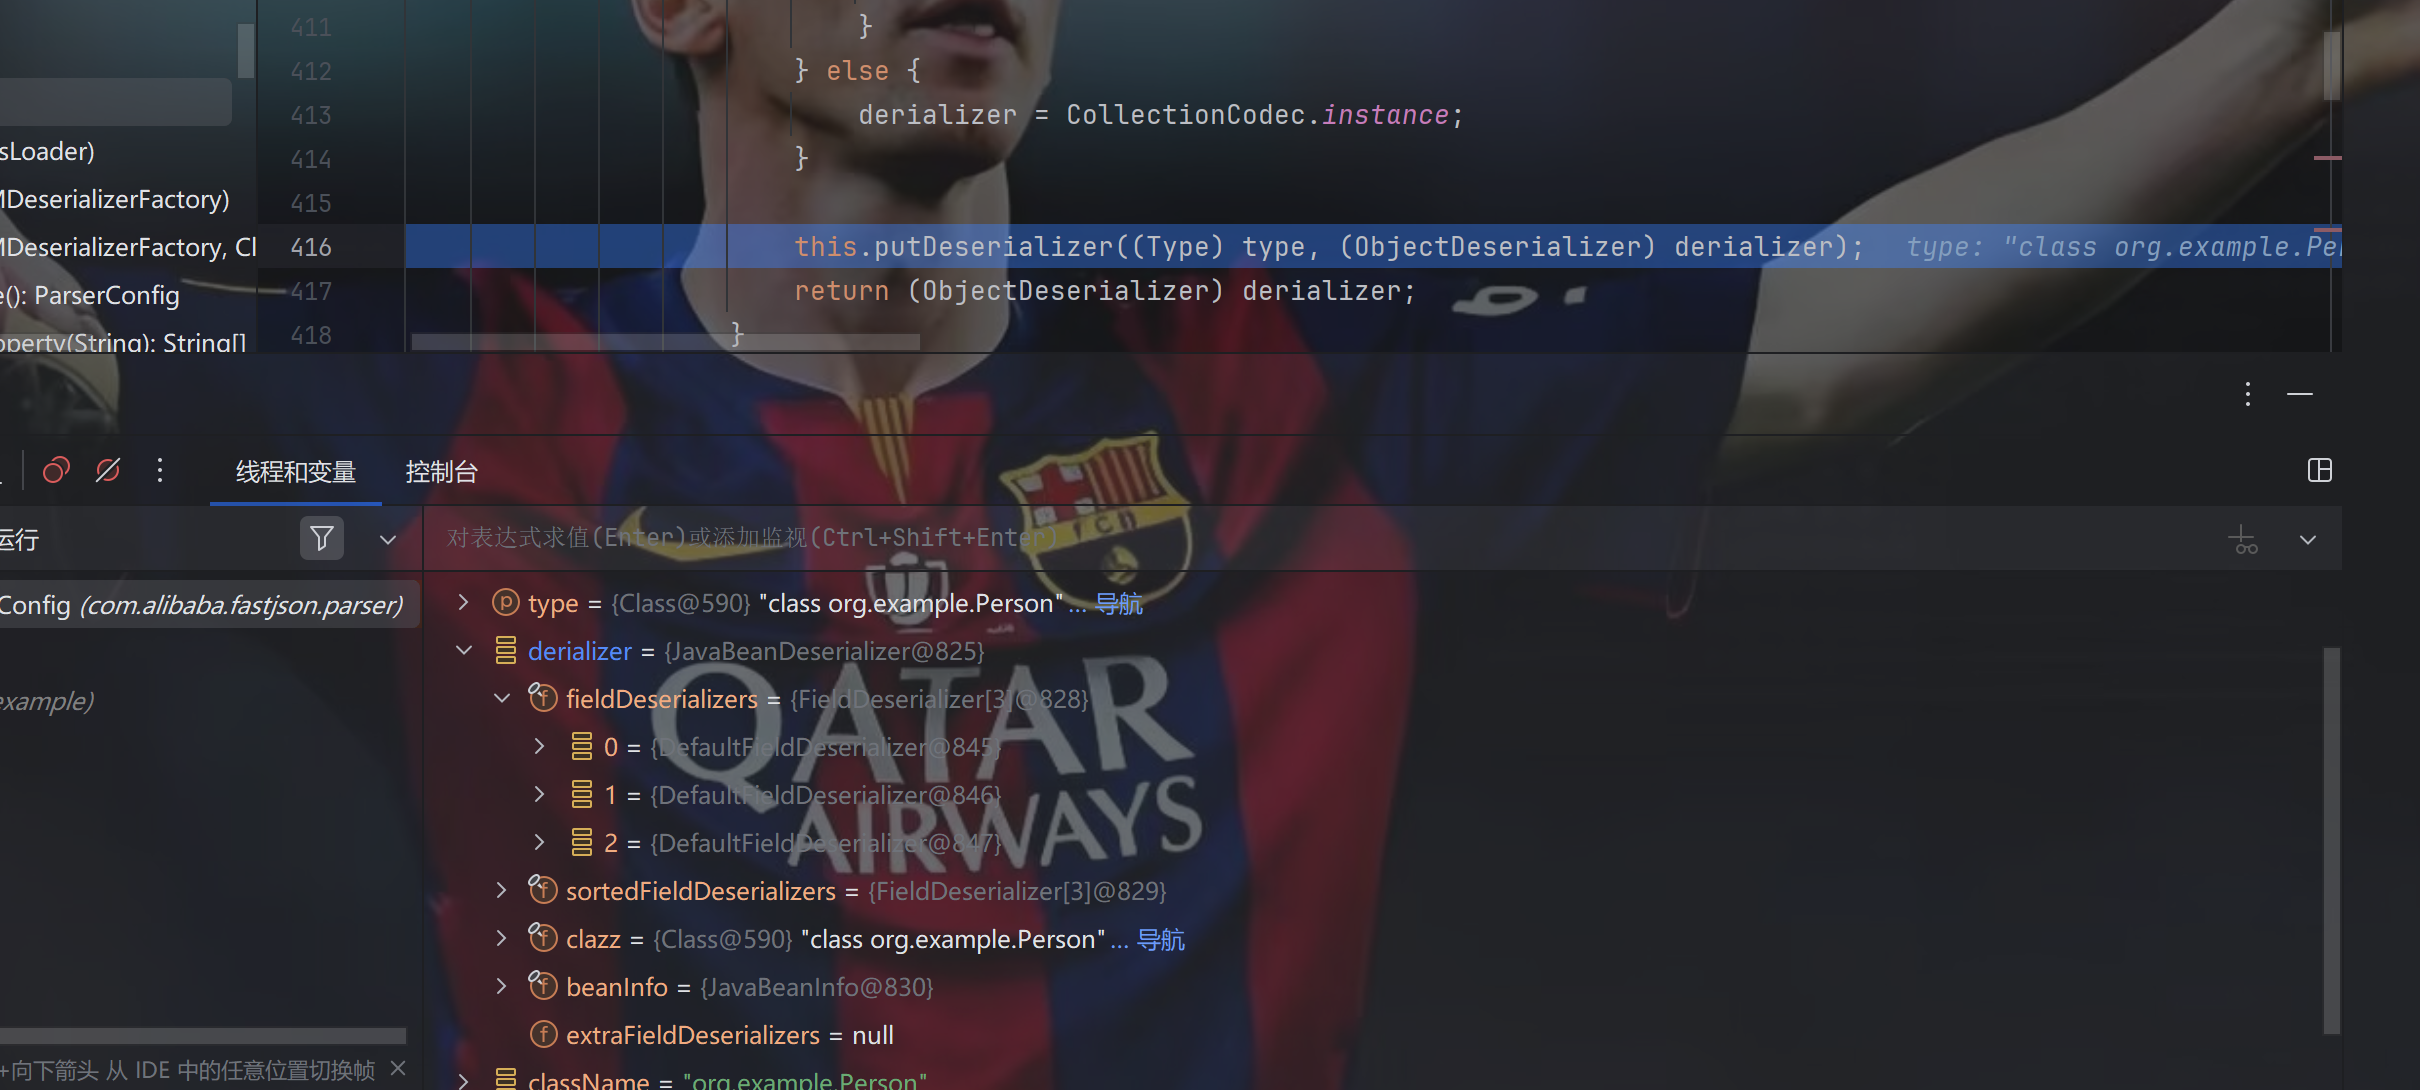 411 }
412 } else {
413 derializer = CollectionCodec.instance;
414 }
415
416 this.putDeserializer((Type) type, (ObjectDeserializer) derializer); type: "class org.example.Pe
417 return (ObjectDeserializer) derializer;
418 }
sLoader)
MDeserializerFactory)
MDeserializerFactory, Cl
e(): ParserConfig
operty(String): String[]
线程和变量 控制台
运行
对表达式求值(Enter)或添加监视(Ctrl+Shift+Enter)
Config (com.alibaba.fastjson.parser)
example)
+向下箭头 从 IDE 中的任意位置切换帧
type = {Class@590} "class org.example.Person" ... 导航
derializer = {JavaBeanDeserializer@825}
fieldDeserializers = {FieldDeserializer[3]@828}
0 = {DefaultFieldDeserializer@845}
1 = {DefaultFieldDeserializer@846}
2 = {DefaultFieldDeserializer@847}
sortedFieldDeserializers = {FieldDeserializer[3]@829}
clazz = {Class@590} "class org.example.Person" ... 导航
beanInfo = {JavaBeanInfo@830}
extraFieldDeserializers = null
className = "org.example.Person"
FCB
QATAR
AIRWAYS